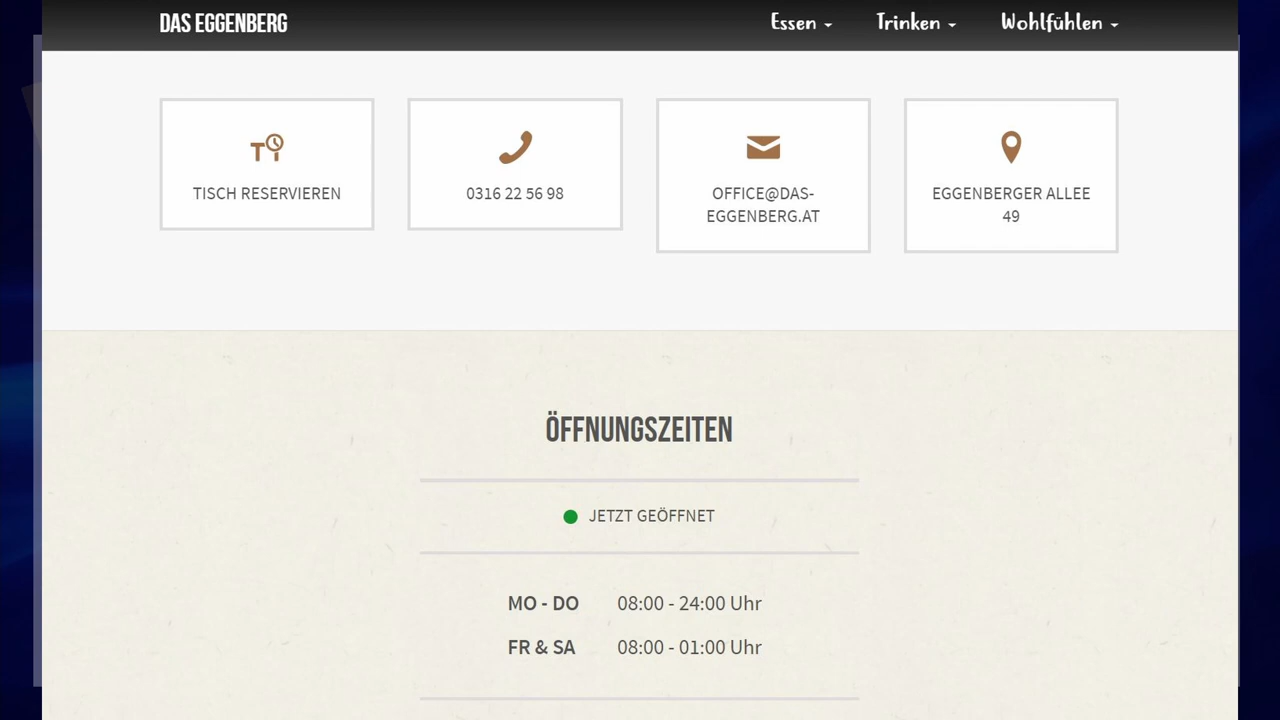 DAS EGGENBERG
Essen
Trinken
Wohlfühlen
TISCH RESERVIEREN
0316 22 56 98
OFFICE@DAS-
EGGENBERG.AT
EGGENBERGER ALLEE
49
ÖFFNUNGSZEITEN
JETZT GEÖFFNET
MO - DO 08:00 - 24:00 Uhr
FR & SA 08:00 - 01:00 Uhr